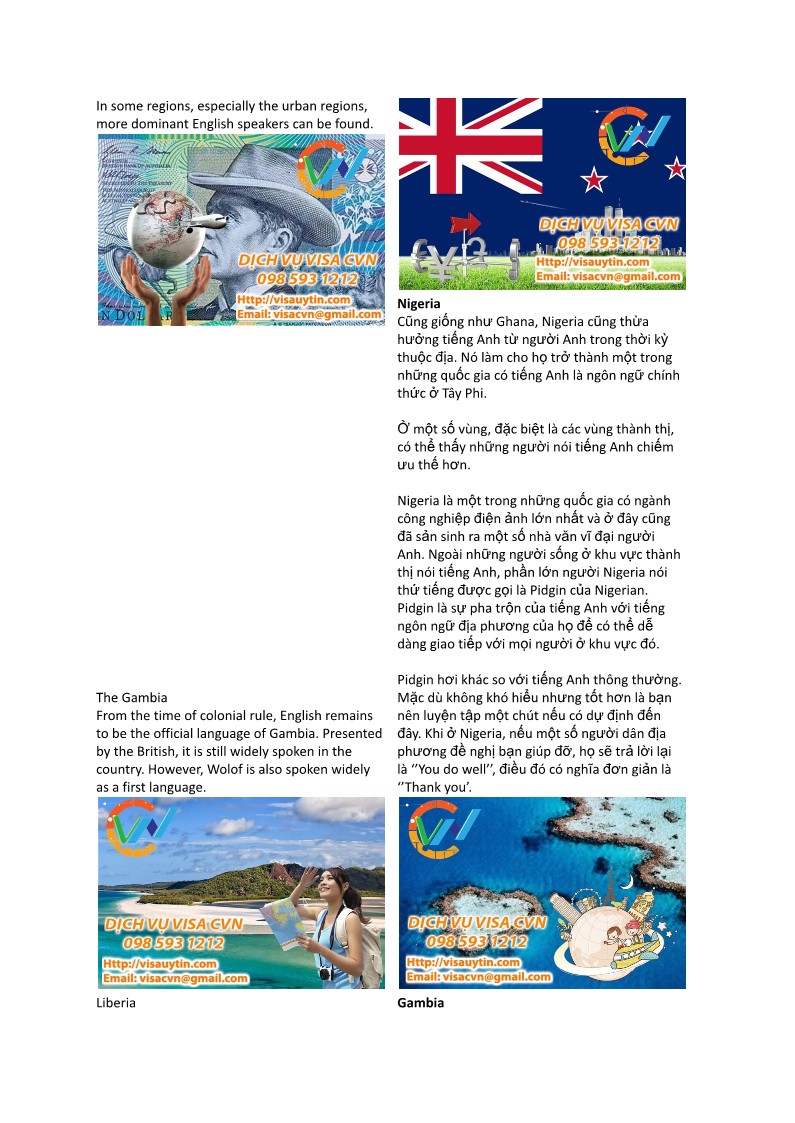 In some regions, especially the urban regions,
more dominant English speakers can be found.
DỊCH VỤ VISA CVN
098 593 1212
Http://visauytin.com
Email: visacvn@gmail.com
The Gambia
From the time of colonial rule, English remains
to be the official language of Gambia. Presented
by the British, it is still widely spoken in the
country. However, Wolof is also spoken widely
as a first language.
DỊCH VỤ VISA CVN
098 593 1212
Http://visauytin.com
Email: visacvn@gmail.com
Liberia
DỊCH VỤ VISA CVN
098 593 1212
Http://visauytin.com
Email: visacvn@gmail.com
Nigeria
Cũng giống như Ghana, Nigeria cũng thừa
hưởng tiếng Anh từ người Anh trong thời kỳ
thuộc địa. Nó làm cho họ trở thành một trong
những quốc gia có tiếng Anh là ngôn ngữ chính
thức ở Tây Phi.
Ở một số vùng, đặc biệt là các vùng thành thị,
có thể thấy những người nói tiếng Anh chiếm
ưu thế hơn.
Nigeria là một trong những quốc gia có ngành
công nghiệp điện ảnh lớn nhất và ở đây cũng
đã sản sinh ra một số nhà văn vĩ đại người
Anh. Ngoài những người sống ở khu vực thành
thị nói tiếng Anh, phần lớn người Nigeria nói
thứ tiếng được gọi là Pidgin của Nigerian.
Pidgin là sự pha trộn của tiếng Anh với tiếng
ngôn ngữ địa phương của họ để có thể dễ
dàng giao tiếp với mọi người ở khu vực đó.
Pidgin hơi khác so với tiếng Anh thông thường.
Mặc dù không khó hiểu nhưng tốt hơn là bạn
nên luyện tập một chút nếu có dự định đến
đây. Khi ở Nigeria, nếu một số người dân địa
phương đề nghị bạn giúp đỡ, họ sẽ trả lời lại
là ‘’You do well’’, điều đó có nghĩa đơn giản là
‘’Thank you’.
DỊCH VỤ VISA CVN
098 593 1212
Http://visauytin.com
Email: visacvn@gmail.com
Gambia